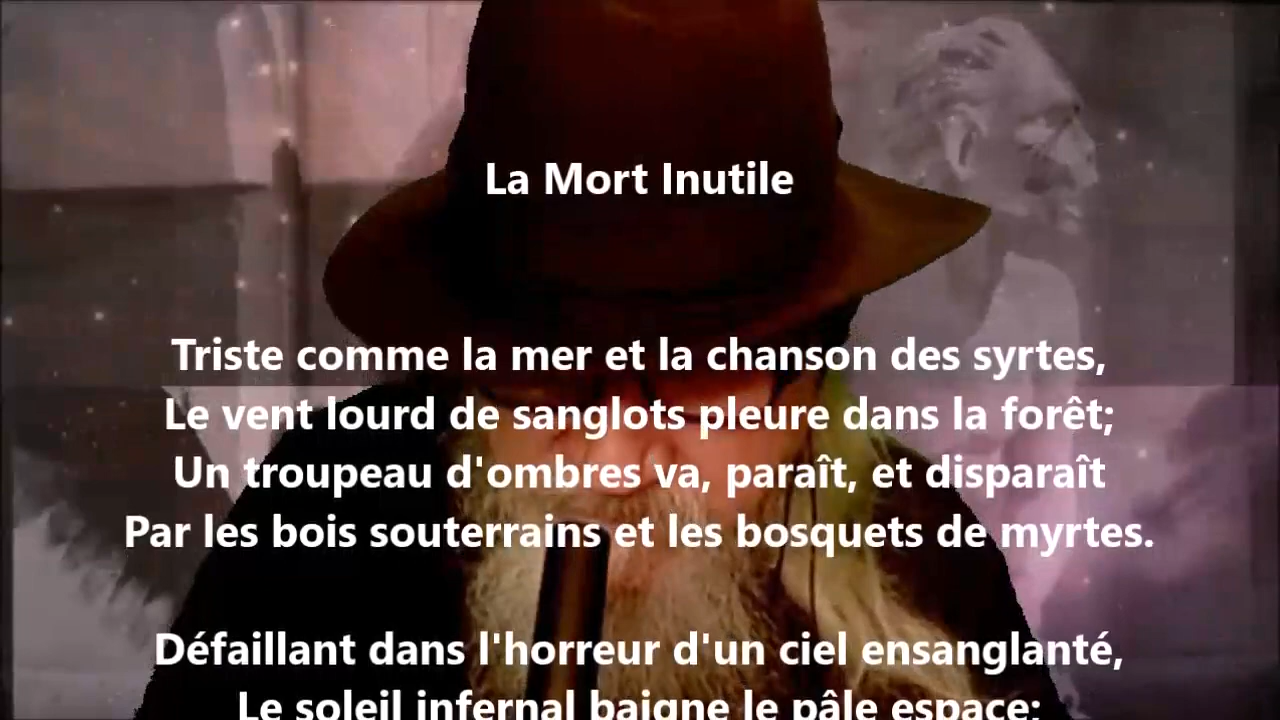 La Mort Inutile
Triste comme la mer et la chanson des syrtes,
Le vent lourd de sanglots pleure dans la forêt;
Un troupeau d'ombres va, paraît, et disparaît
Par les bois souterrains et les bosquets de myrtes.
Défaillant dans l'horreur d'un ciel ensanglanté,
Le soleil infernal baigne le pâle espace;